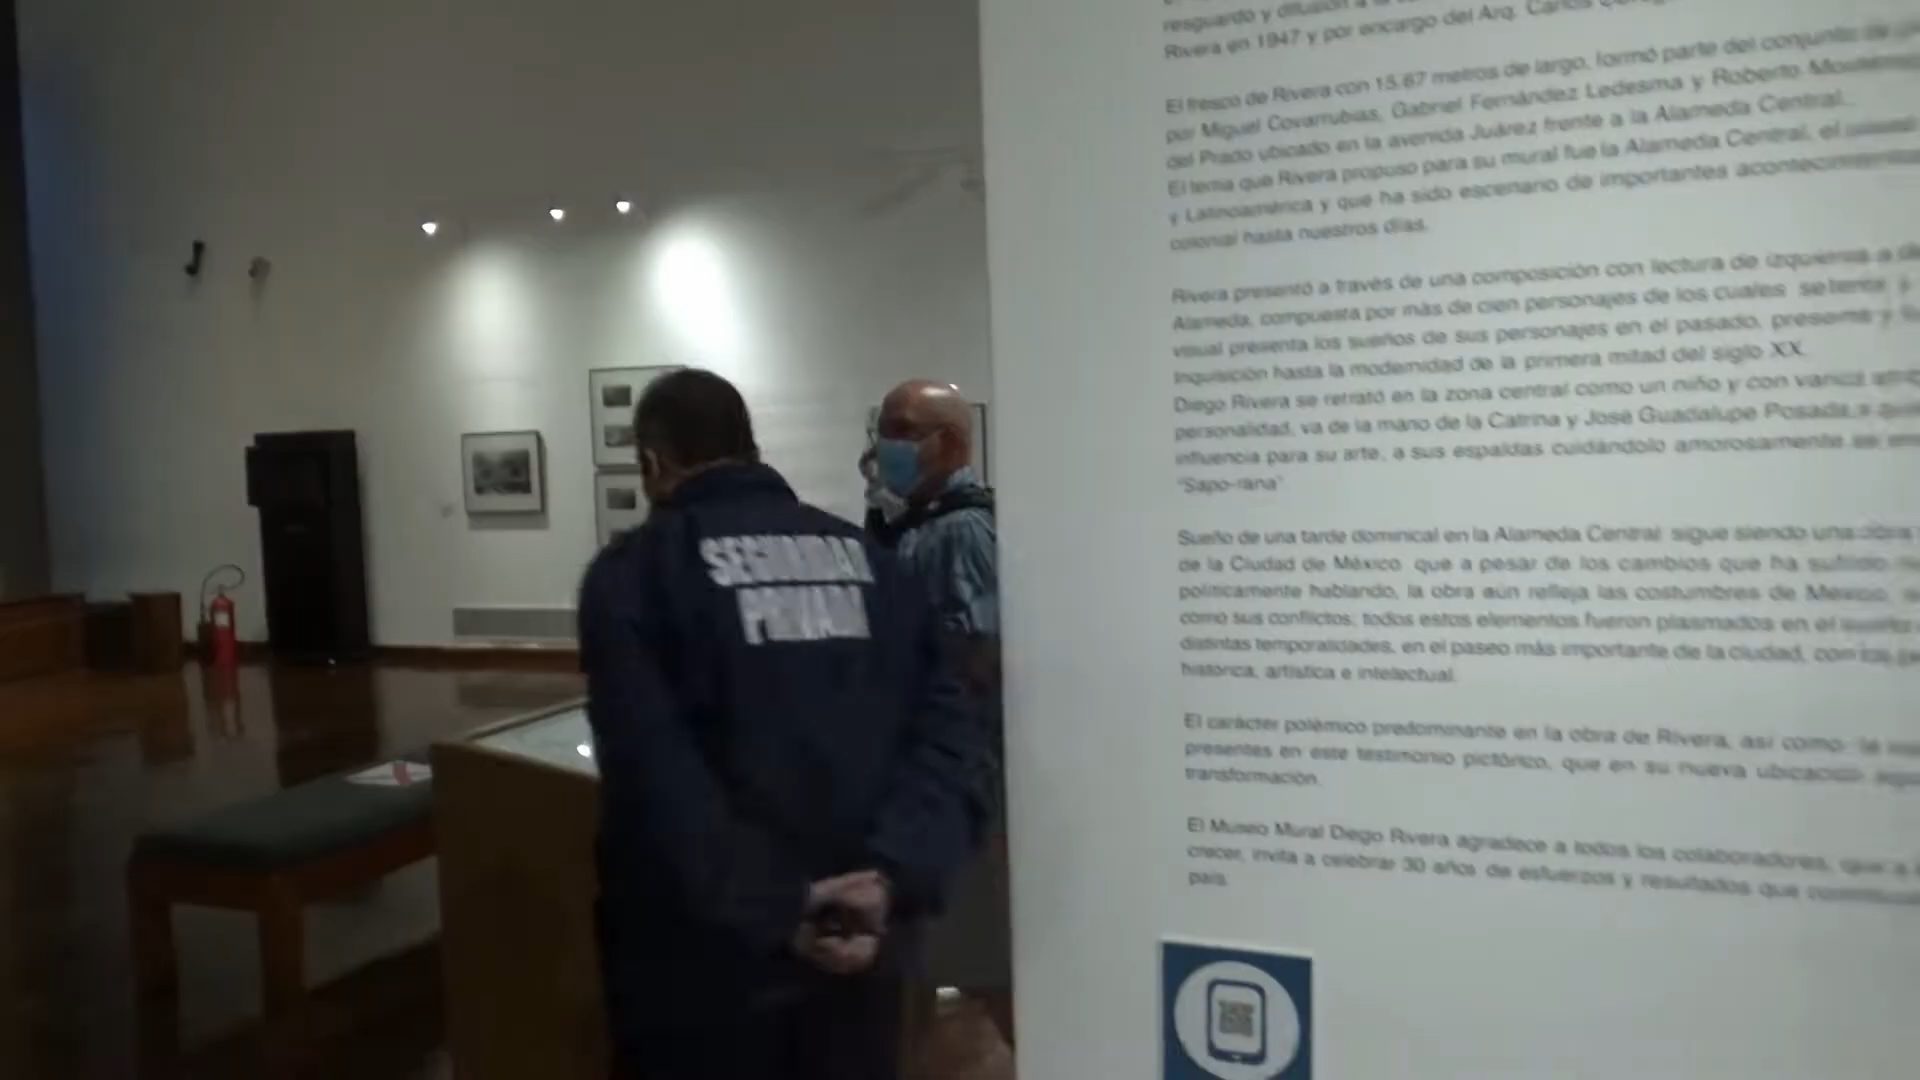 resguardo y difusión a la
Rivera en 1947 y por encargo del Arq. Carlos
El fresco de Rivera con 15.67 metros de largo, formó parte del conjunto de
por Miguel Covarrubias, Gabriel Fernández Ledesma y Roberto Montenegro
del Prado ubicado en la avenida Juárez frente a la Alameda Central.
El tema que Rivera propuso para su mural fue la Alameda Central, el
y Latinoamérica y que ha sido escenario de importantes acontecimientos
colonial hasta nuestros días.
Rivera presentó a través de una composición con lectura de izquierda a
Alameda, compuesta por más de cien personajes de los cuales setenta y
visual presenta los sueños de sus personajes en el pasado, presente y
Inquisición hasta la modernidad de la primera mitad del siglo XX.
Diego Rivera se retrató en la zona central como un niño y con varios
personalidad, va de la mano de la Catrina y José Guadalupe Posada a
influencia para su arte, a sus espaldas cuidándolo amorosamente se
"Sapo-rana"
Sueño de una tarde dominical en la Alameda Central sigue siendo una obra
de la Ciudad de México que a pesar de los cambios que ha sufrido
políticamente hablando, la obra aún refleja las costumbres de México,
como sus conflictos, todos estos elementos fueron plasmados en el
distintas temporalidades, en el paseo más importante de la ciudad, con los
histórica, artística e intelectual.
El carácter polémico predominante en la obra de Rivera, así como la
presentes en este testimonio pictórico, que en su nueva ubicación
transformación.
El Museo Mural Diego Rivera agradece a todos los colaboradores, que a
crecer, invita a celebrar 30 años de esfuerzos y resultados que
país.
SEGURIDAD
PRIVADA